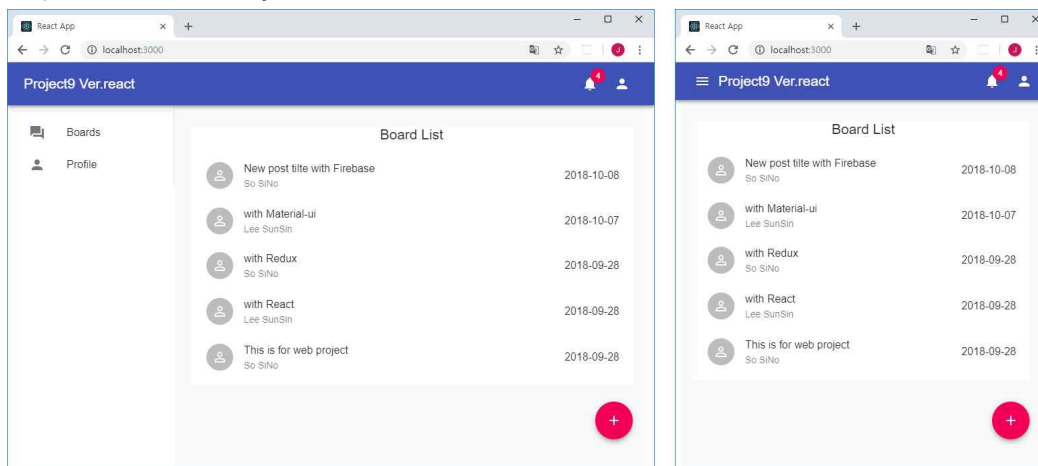 React App
localhost:3000
J
Project9 Ver.react
4
Boards
Profile
Board List
New post tilte with Firebase
So SiNo
2018-10-08
with Material-ui
Lee SunSin
2018-10-07
with Redux
So SiNo
2018-09-28
with React
Lee SunSin
2018-09-28
This is for web project
So SiNo
2018-09-28
+
React App
localhost:3000
J
Project9 Ver.react
4
Board List
New post tilte with Firebase
So SiNo
2018-10-08
with Material-ui
Lee SunSin
2018-10-07
with Redux
So SiNo
2018-09-28
with React
Lee SunSin
2018-09-28
This is for web project
So SiNo
2018-09-28
+